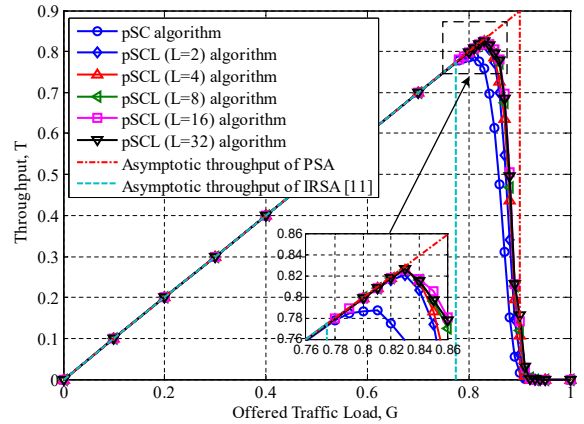 0.9
0.8
0.7
0.6
0.5
0.4
0.3
0.2
0.1
0
Throughput, T
pSC algorithm
pSCL (L=2) algorithm
pSCL (L=4) algorithm
pSCL (L=8) algorithm
pSCL (L=16) algorithm
pSCL (L=32) algorithm
Asymptotic throughput of PSA
Asymptotic throughput of IRSA [11]
0.86
0.84
0.82
0.8
0.78
0.76
0.76 0.78 0.8 0.82 0.84 0.86
0 0.2 0.4 0.6 0.8 1
Offered Traffic Load, G